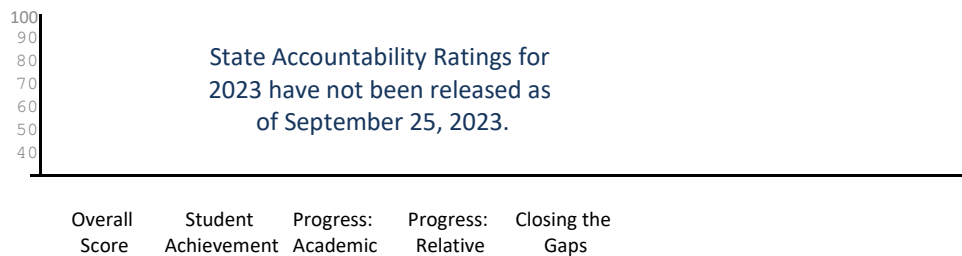 100
90
80
70
60
50
40
State Accountability Ratings for
2023 have not been released as
of September 25, 2023.
Overall Score
Student Achievement
Progress: Academic
Progress: Relative
Closing the Gaps